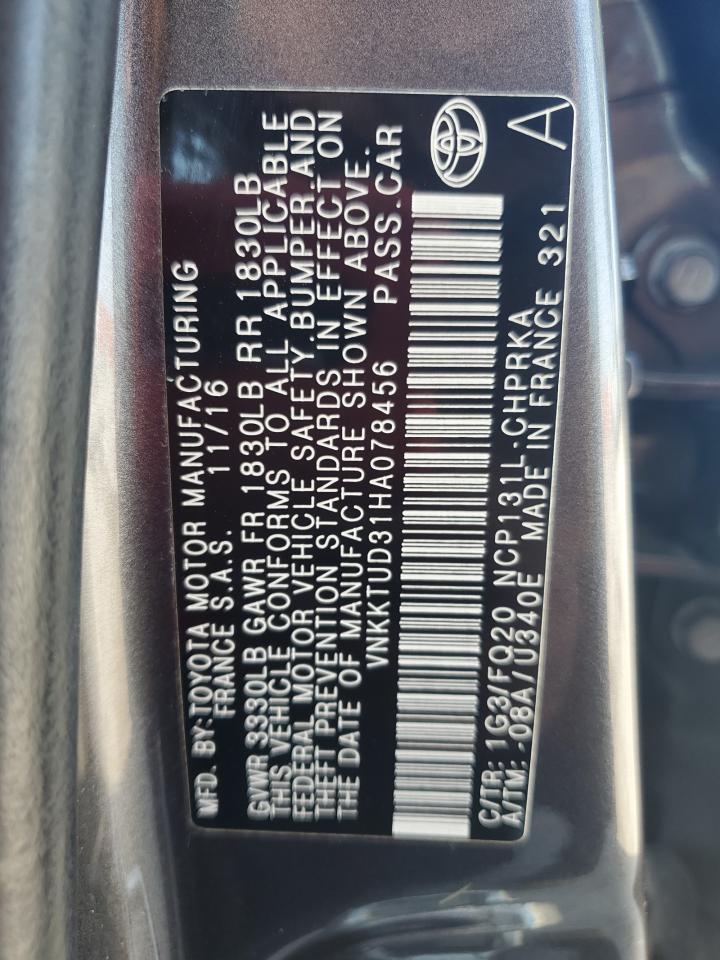 MFD. BY: TOYOTA MOTOR MANUFACTURING
FRANCE S.A.S. 11/16
GVWR 3330LB GAWR FR 1830LB RR 1830LB
THIS VEHICLE CONFORMS TO ALL APPLICABLE
FEDERAL MOTOR VEHICLE SAFETY, BUMPER, AND
THEFT PREVENTION STANDARDS IN EFFECT ON
THE DATE OF MANUFACTURE SHOWN ABOVE.
VNKKTUD31HA078456 PASS. CAR
C/TR: 1G3/FQ20 NCP131L-CHPRKA
A/TM: -08A/U340E MADE IN FRANCE 321
A